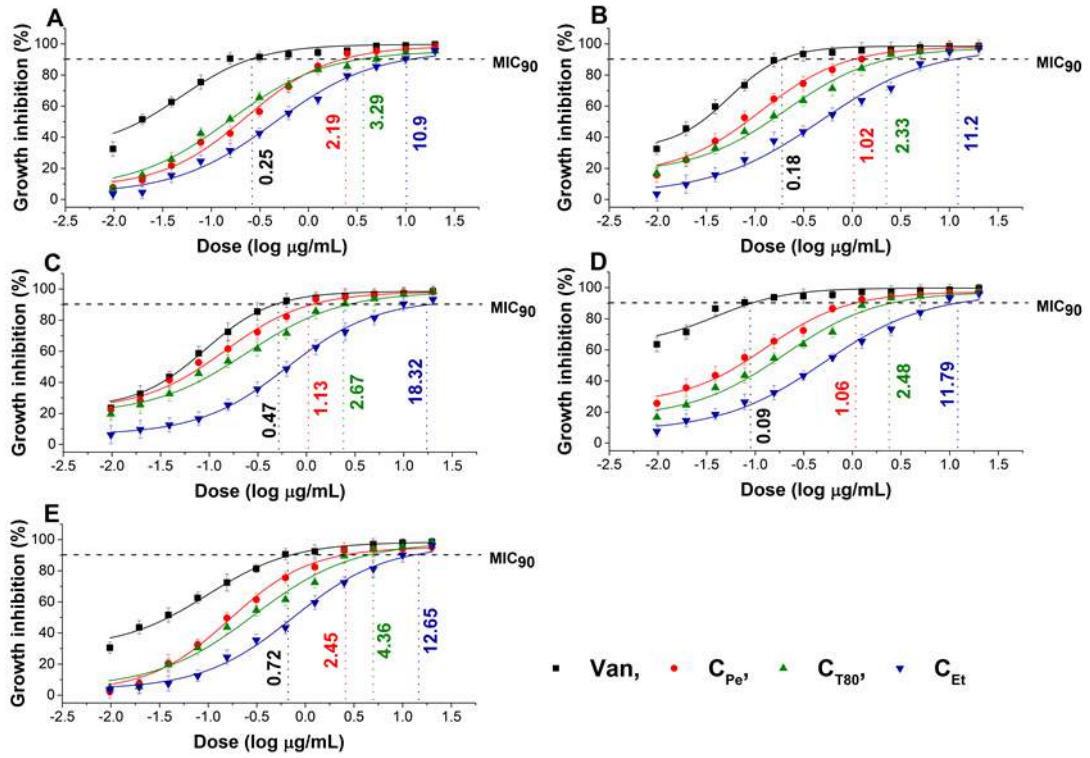 A
Growth inhibition (%)
100
80
60
40
20
0
MIC90
0.25
2.19
3.29
10.9
-2.5 -2.0 -1.5 -1.0 -0.5 0.0 0.5 1.0 1.5
Dose (log μg/mL)
B
Growth inhibition (%)
100
80
60
40
20
0
MIC90
0.18
1.02
2.33
11.2
-2.5 -2.0 -1.5 -1.0 -0.5 0.0 0.5 1.0 1.5
Dose (log μg/mL)
C
Growth inhibition (%)
100
80
60
40
20
0
MIC90
0.47
1.13
2.67
18.32
-2.5 -2.0 -1.5 -1.0 -0.5 0.0 0.5 1.0 1.5
Dose (log μg/mL)
D
Growth inhibition (%)
100
80
60
40
20
0
MIC90
0.09
1.06
2.48
11.79
-2.5 -2.0 -1.5 -1.0 -0.5 0.0 0.5 1.0 1.5
Dose (log μg/mL)
E
Growth inhibition (%)
100
80
60
40
20
0
MIC90
0.72
2.45
4.36
12.65
-2.5 -2.0 -1.5 -1.0 -0.5 0.0 0.5 1.0 1.5
Dose (log μg/mL)
Van, CPe, CT80, CEt